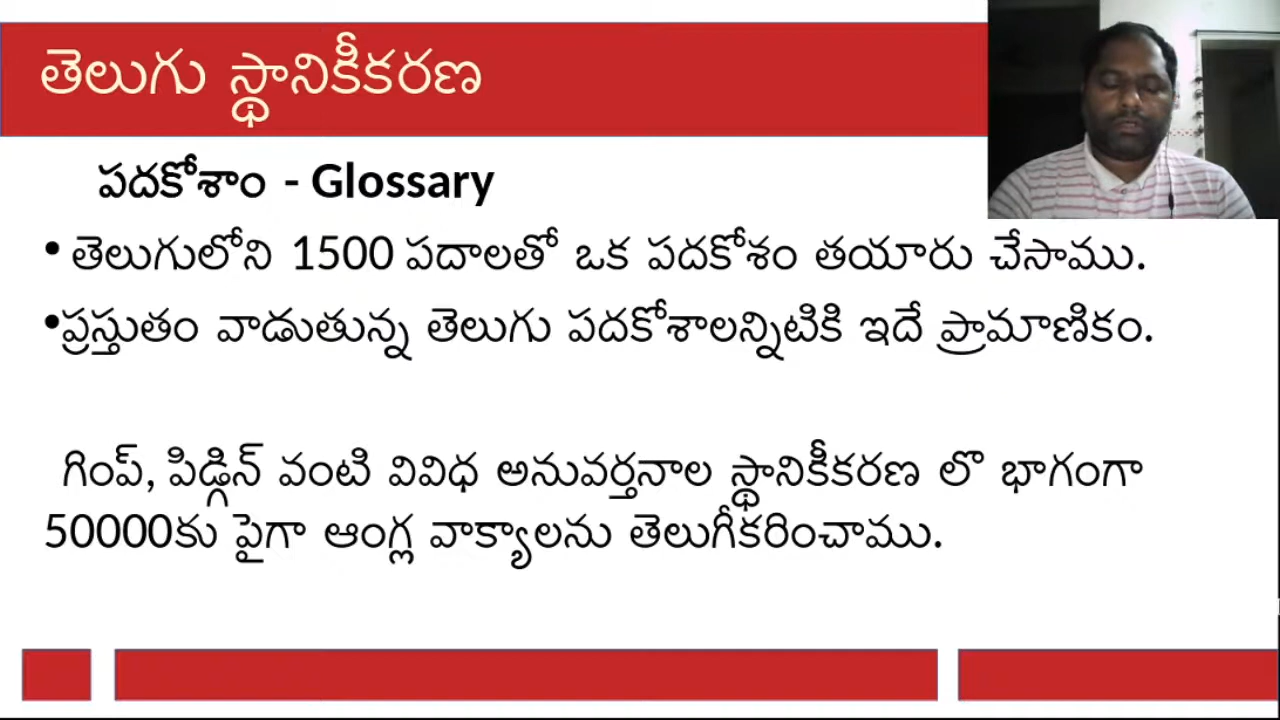 తెలుగు స్థానికీకరణ
పదకోశాం - Glossary
• తెలుగులోని 1500 పదాలతో ఒక పదకోశం తయారు చేసాము.
•ప్రస్తుతం వాడుతున్న తెలుగు పదకోశాలన్నిటికి ఇదే ప్రామాణికం.
గింప్, పిడ్గిన్ వంటి వివిధ అనువర్తనాల స్థానికీకరణ లొ భాగంగా
50000కు పైగా ఆంగ్ల వాక్యాలను తెలుగీకరించాము.